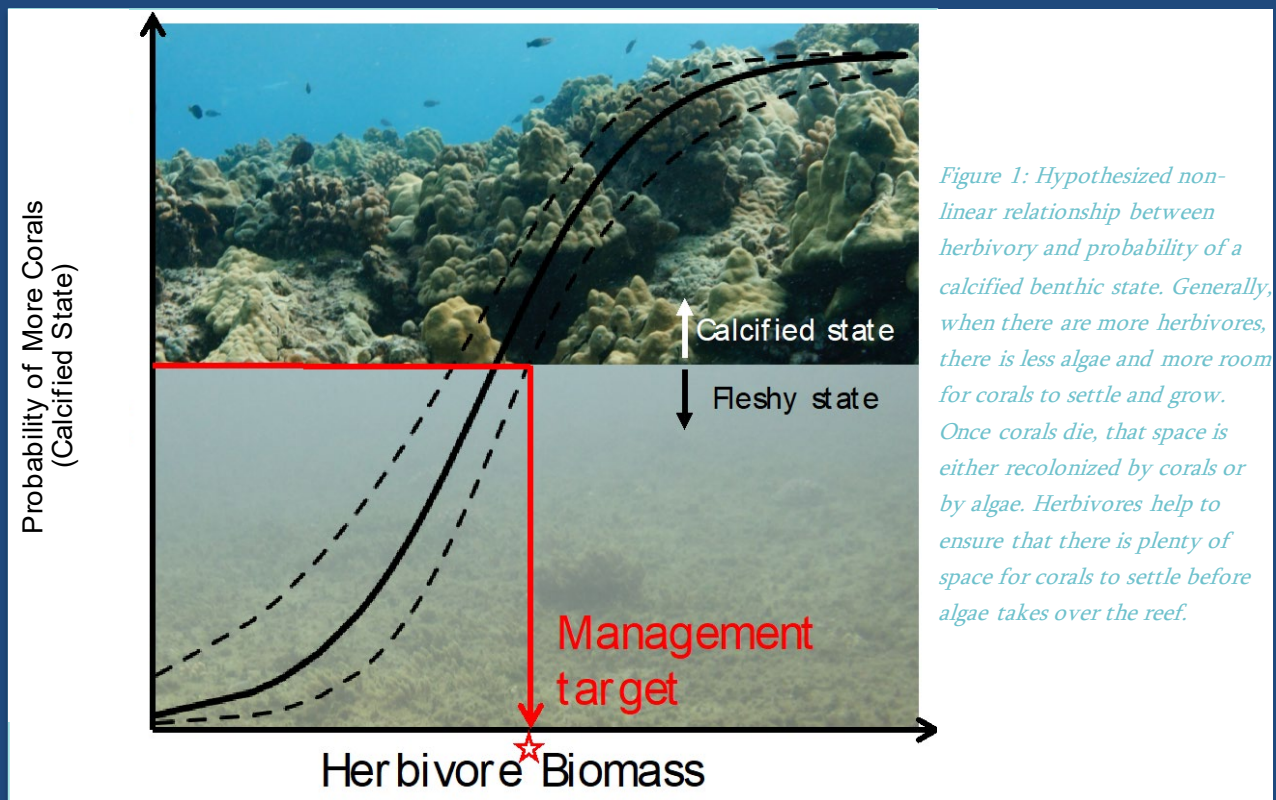 Probability of More Corals
(Calcified State)
Calcified state
Fleshy state
Management
target
Herbivore Biomass
Figure 1: Hypothesized non-
linear relationship between
herbivory and probability of a
calcified benthic state. Generally,
when there are more herbivores,
there is less algae and more room
for corals to settle and grow.
Once corals die, that space is
either recolonized by corals or
by algae. Herbivores help to
ensure that there is plenty of
space for corals to settle before
algae takes over the reef.